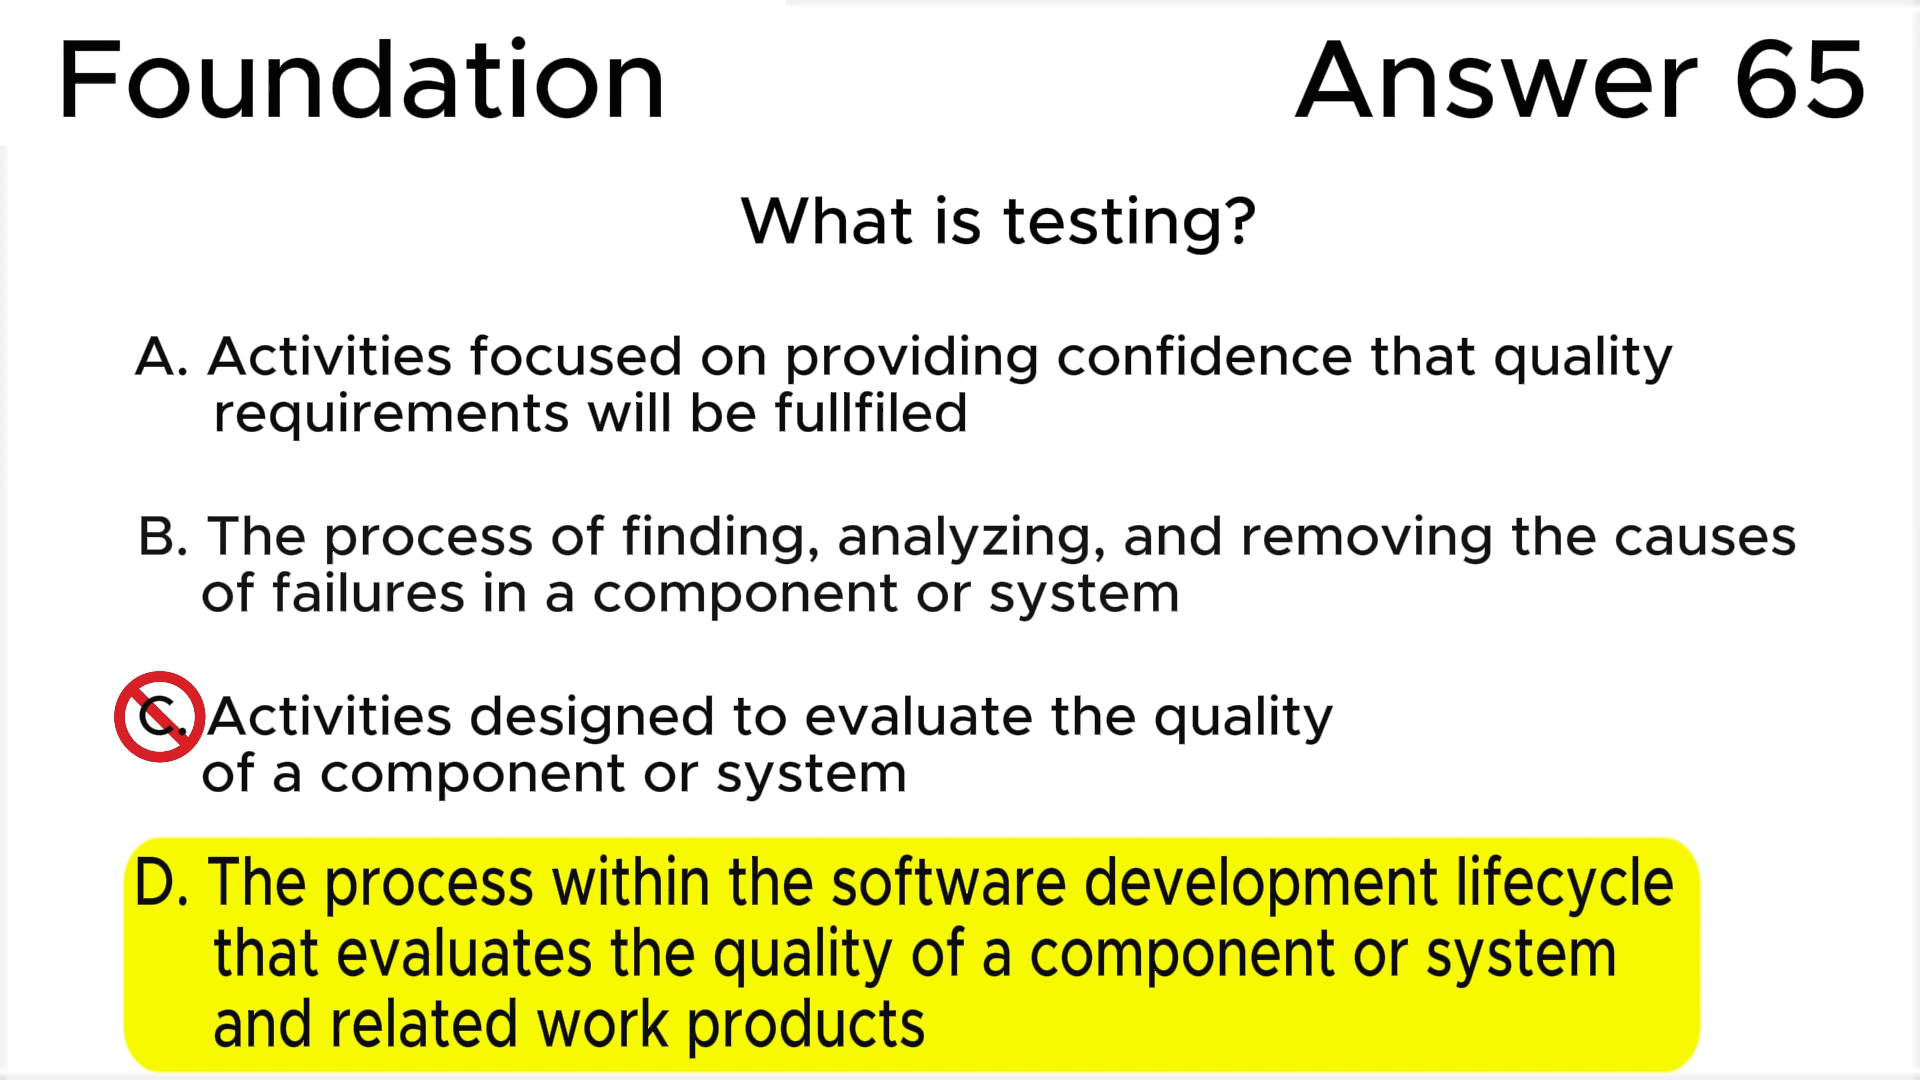 Foundation
Answer 65
What is testing?
A. Activities focused on providing confidence that quality
requirements will be fullfiled
B. The process of finding, analyzing, and removing the causes
of failures in a component or system
C. Activities designed to evaluate the quality
of a component or system
D. The process within the software development lifecycle
that evaluates the quality of a component or system
and related work products